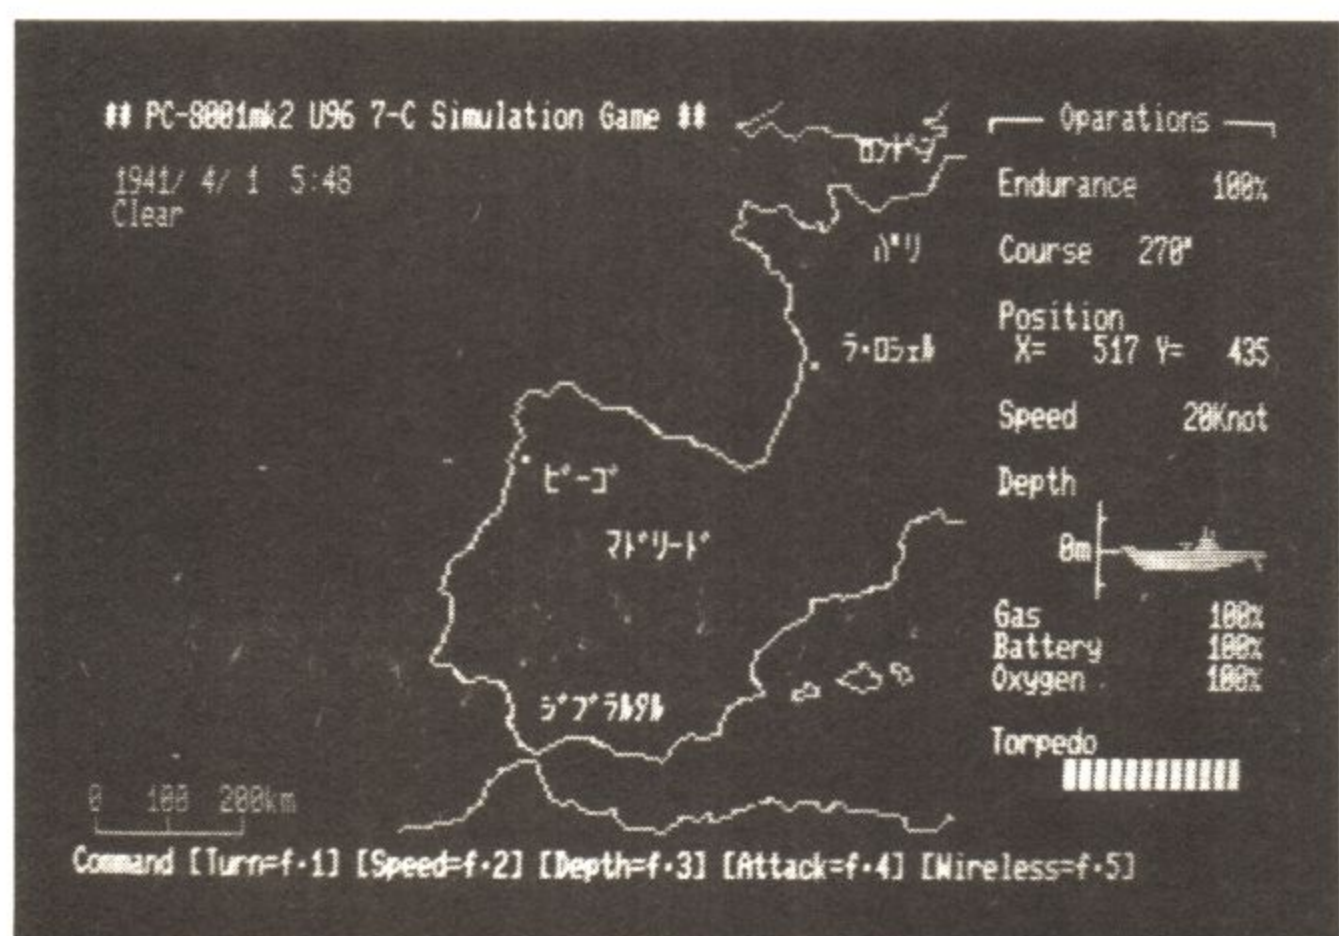 ## PC-8001mk2 U96 7-C Simulation Game ##
1941/ 4/ 1  5:48
Clear
ロンドン
パリ
ラ・ロシェル
ビーゴ
マドリード
ジブラルタル
0 100 200km
Oparations
Endurance 100%
Course 270°
Position
X= 517 Y= 435
Speed 20Knot
Depth
0m
Gas 100%
Battery 100%
Oxygen 100%
Torpedo
Command [Turn=f・1] [Speed=f・2] [Depth=f・3] [Attack=f・4] [Wireless=f・5]